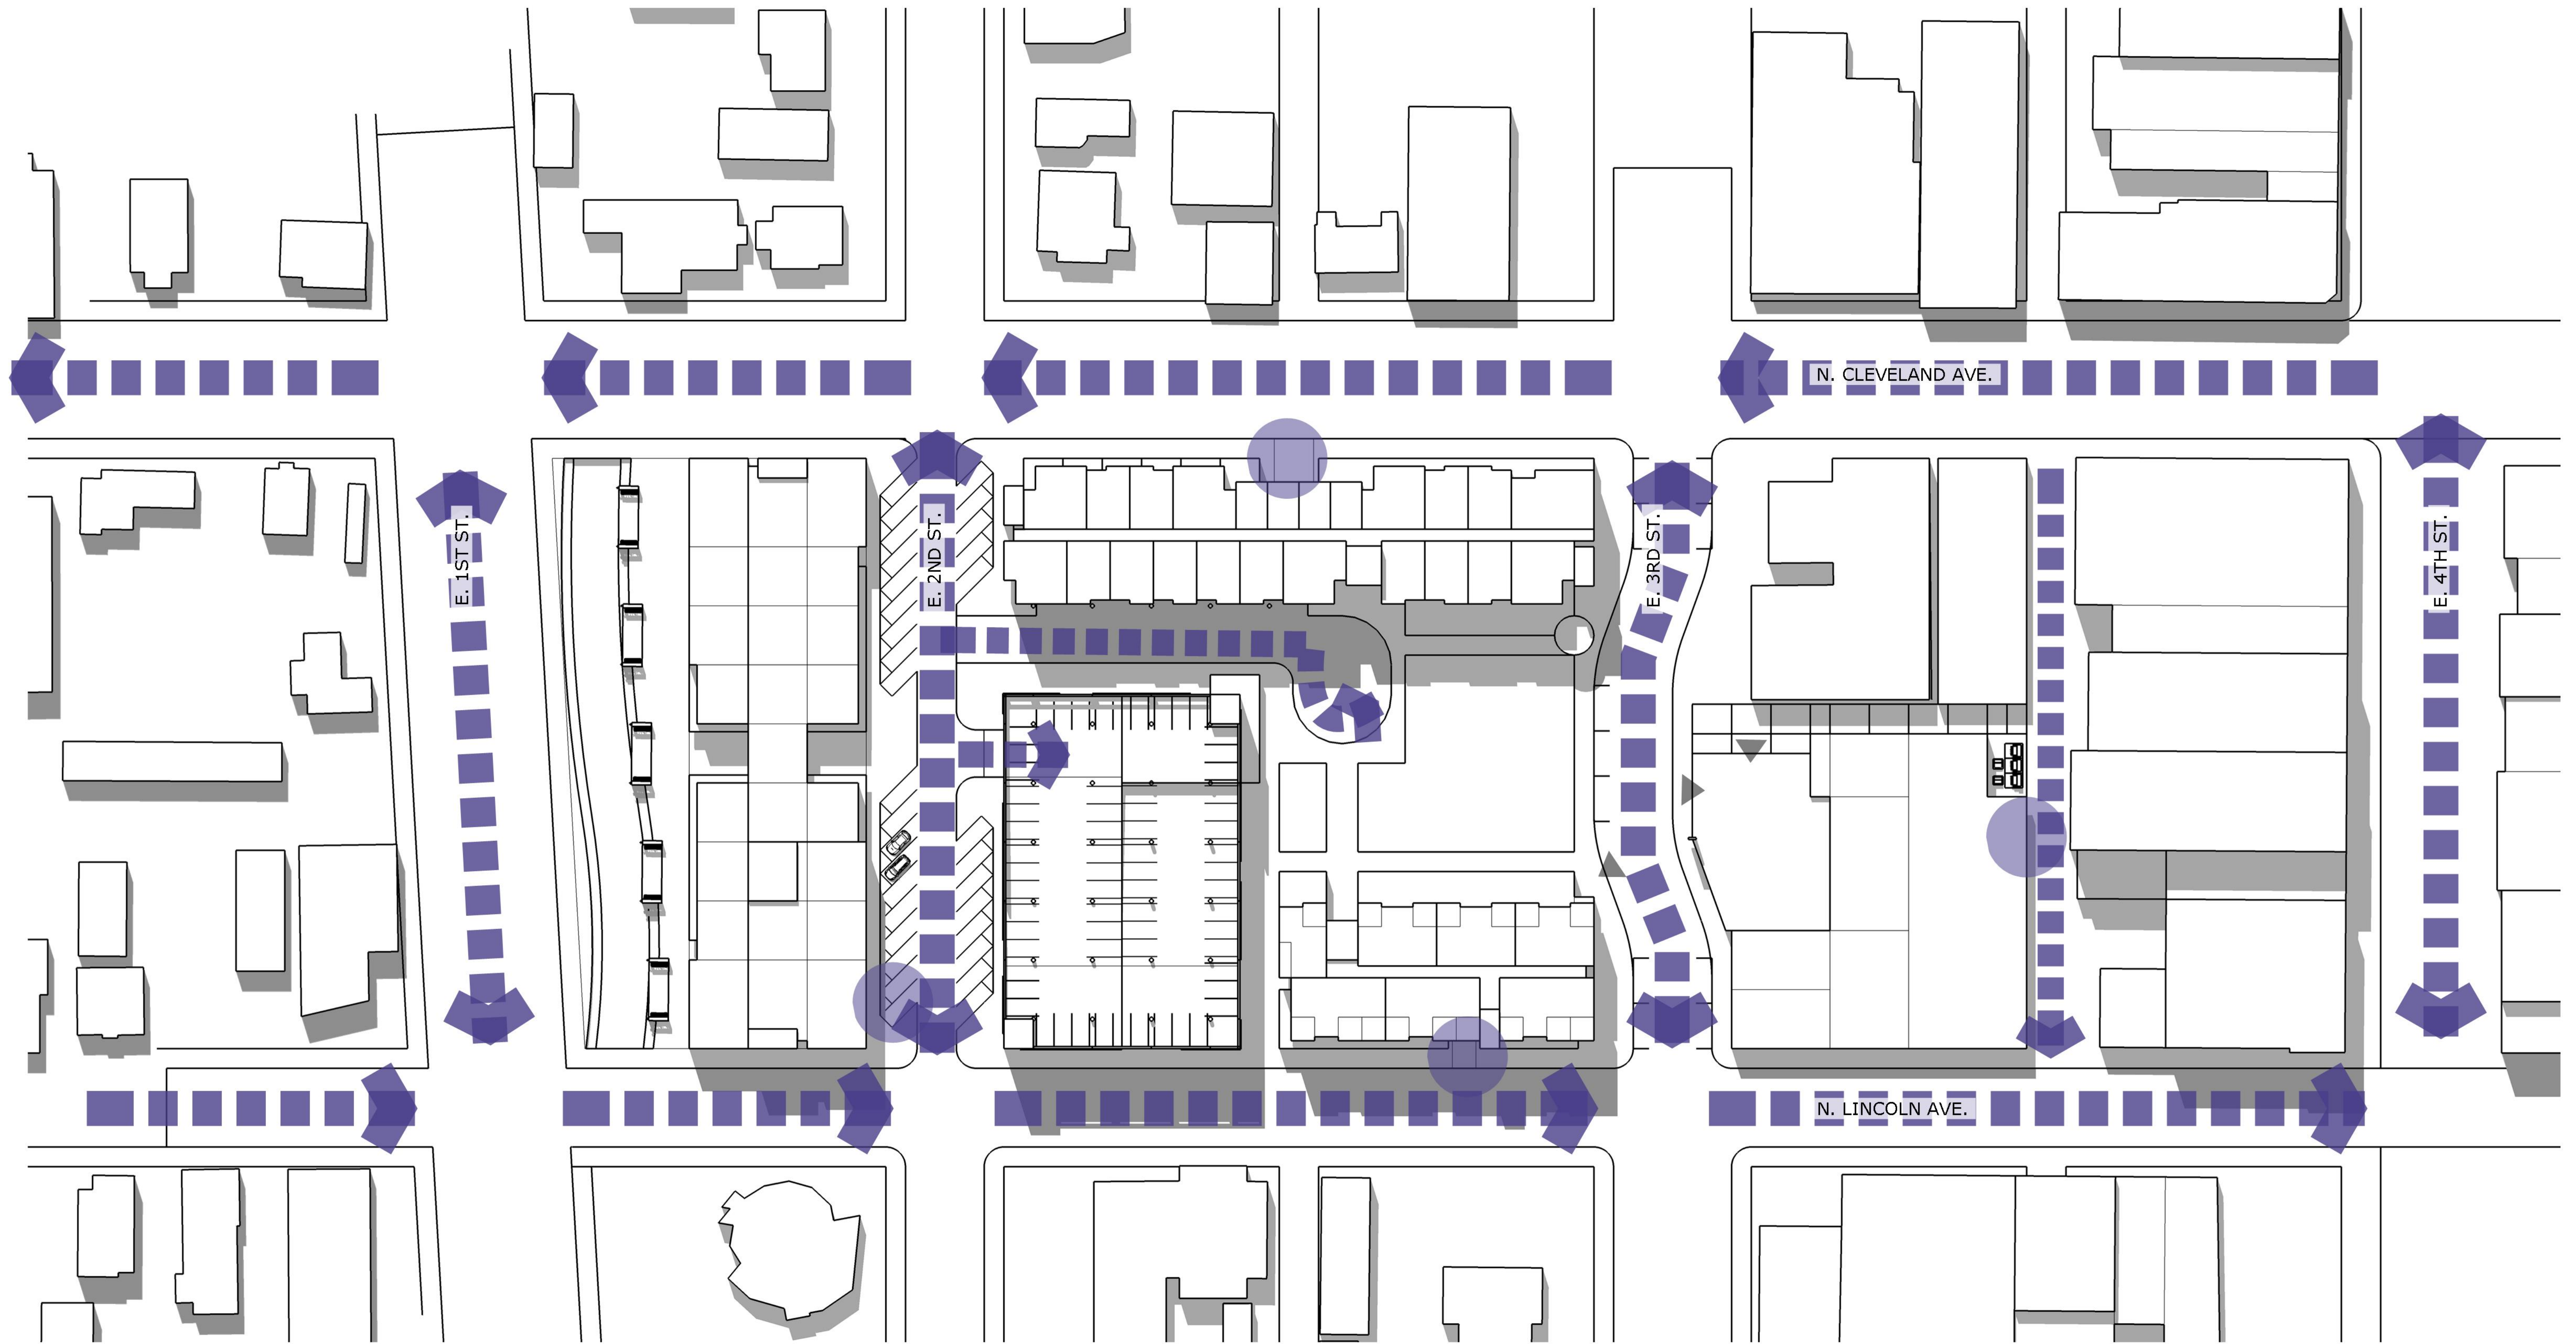 N. CLEVELAND AVE.
E. 1ST ST.
E. 2ND ST.
E. 3RD ST.
E. 4TH ST.
N. LINCOLN AVE.